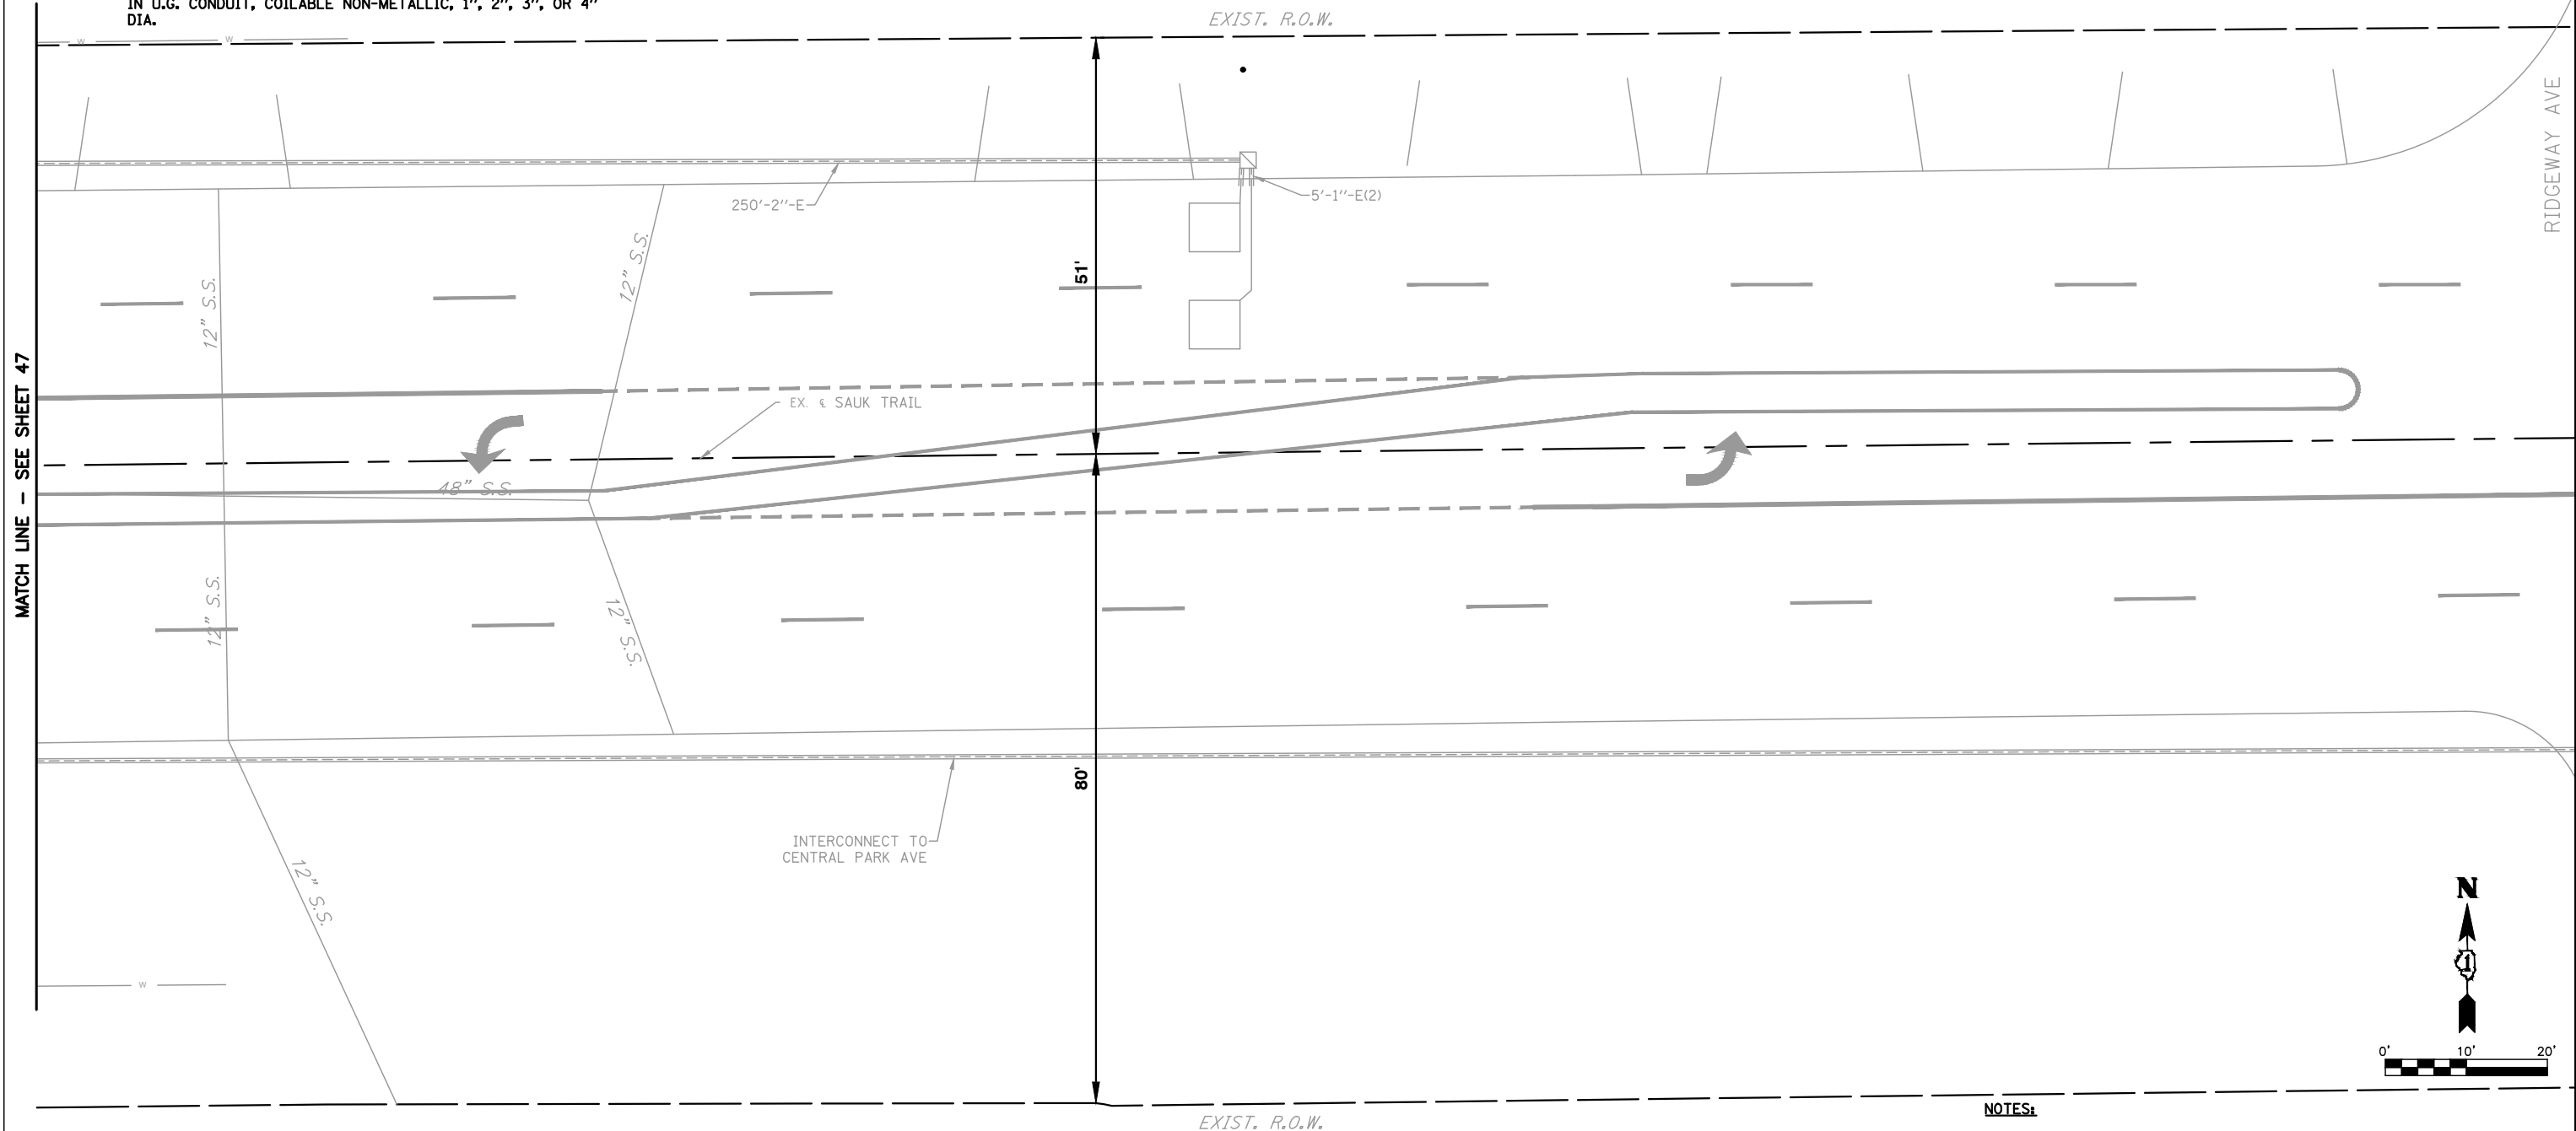 IN U.G. CONDUIT, COILABLE NON-METALLIC, 1", 2", 3", OR 4"
DIA.
EXIST. R.O.W.
W
W
RIDGEWAY AVE
250'-2''-E
5'-1''-E(2)
12" S.S.
12" S.S.
51'
MATCH LINE - SEE SHEET 47
EX. ℄ SAUK TRAIL
48" S.S.
12" S.S.
12" S.S.
80'
INTERCONNECT TO
CENTRAL PARK AVE
12" S.S.
N
1
W
0' 10' 20'
NOTES:
EXIST. R.O.W.